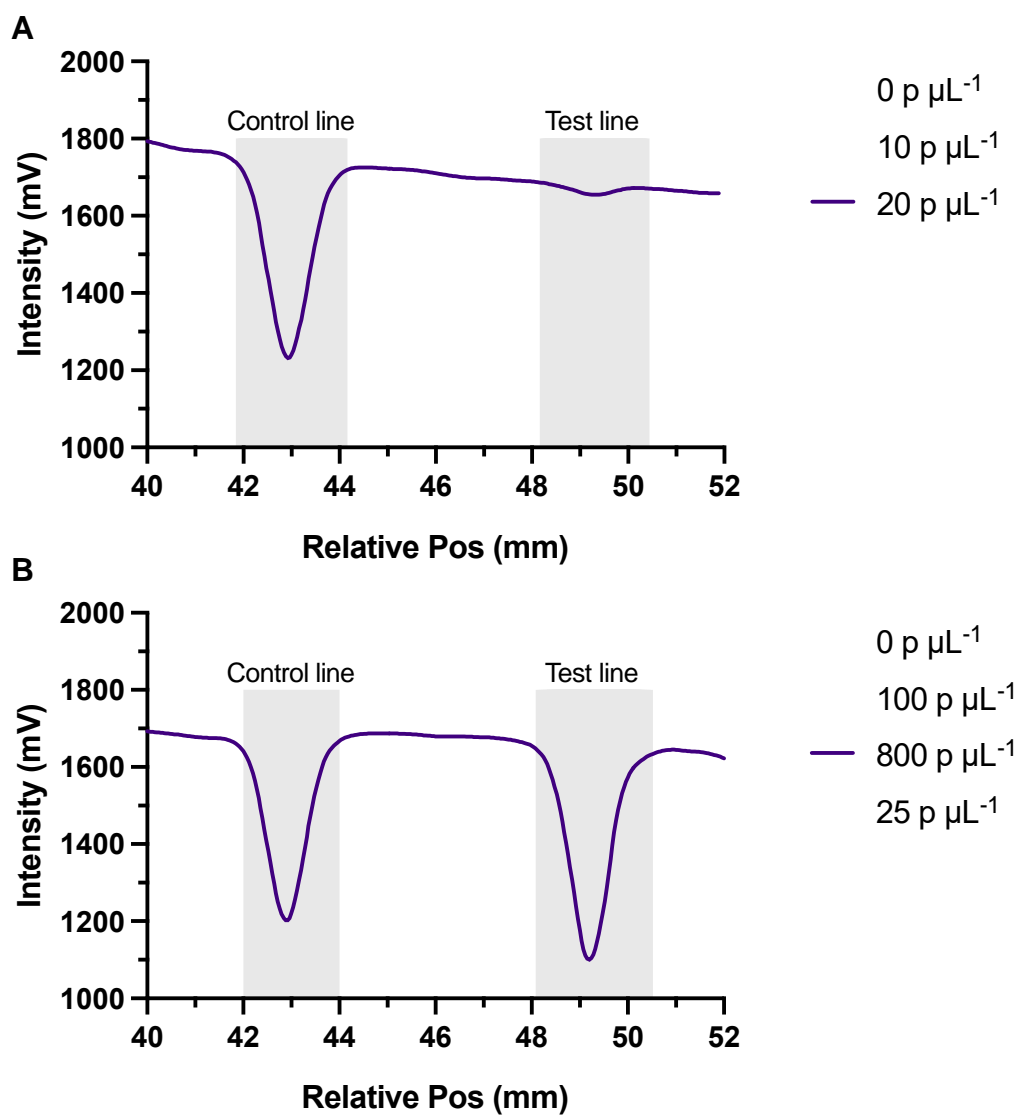 A
2000
1800
1600
1400
1200
1000
Intensity (mV)
Control line
Test line
40
42
44
46
48
50
52
Relative Pos (mm)
0 p µL-1
10 p µL-1
20 p µL-1
B
2000
1800
1600
1400
1200
1000
Intensity (mV)
Control line
Test line
40
42
44
46
48
50
52
Relative Pos (mm)
0 p µL-1
100 p µL-1
800 p µL-1
25 p µL-1